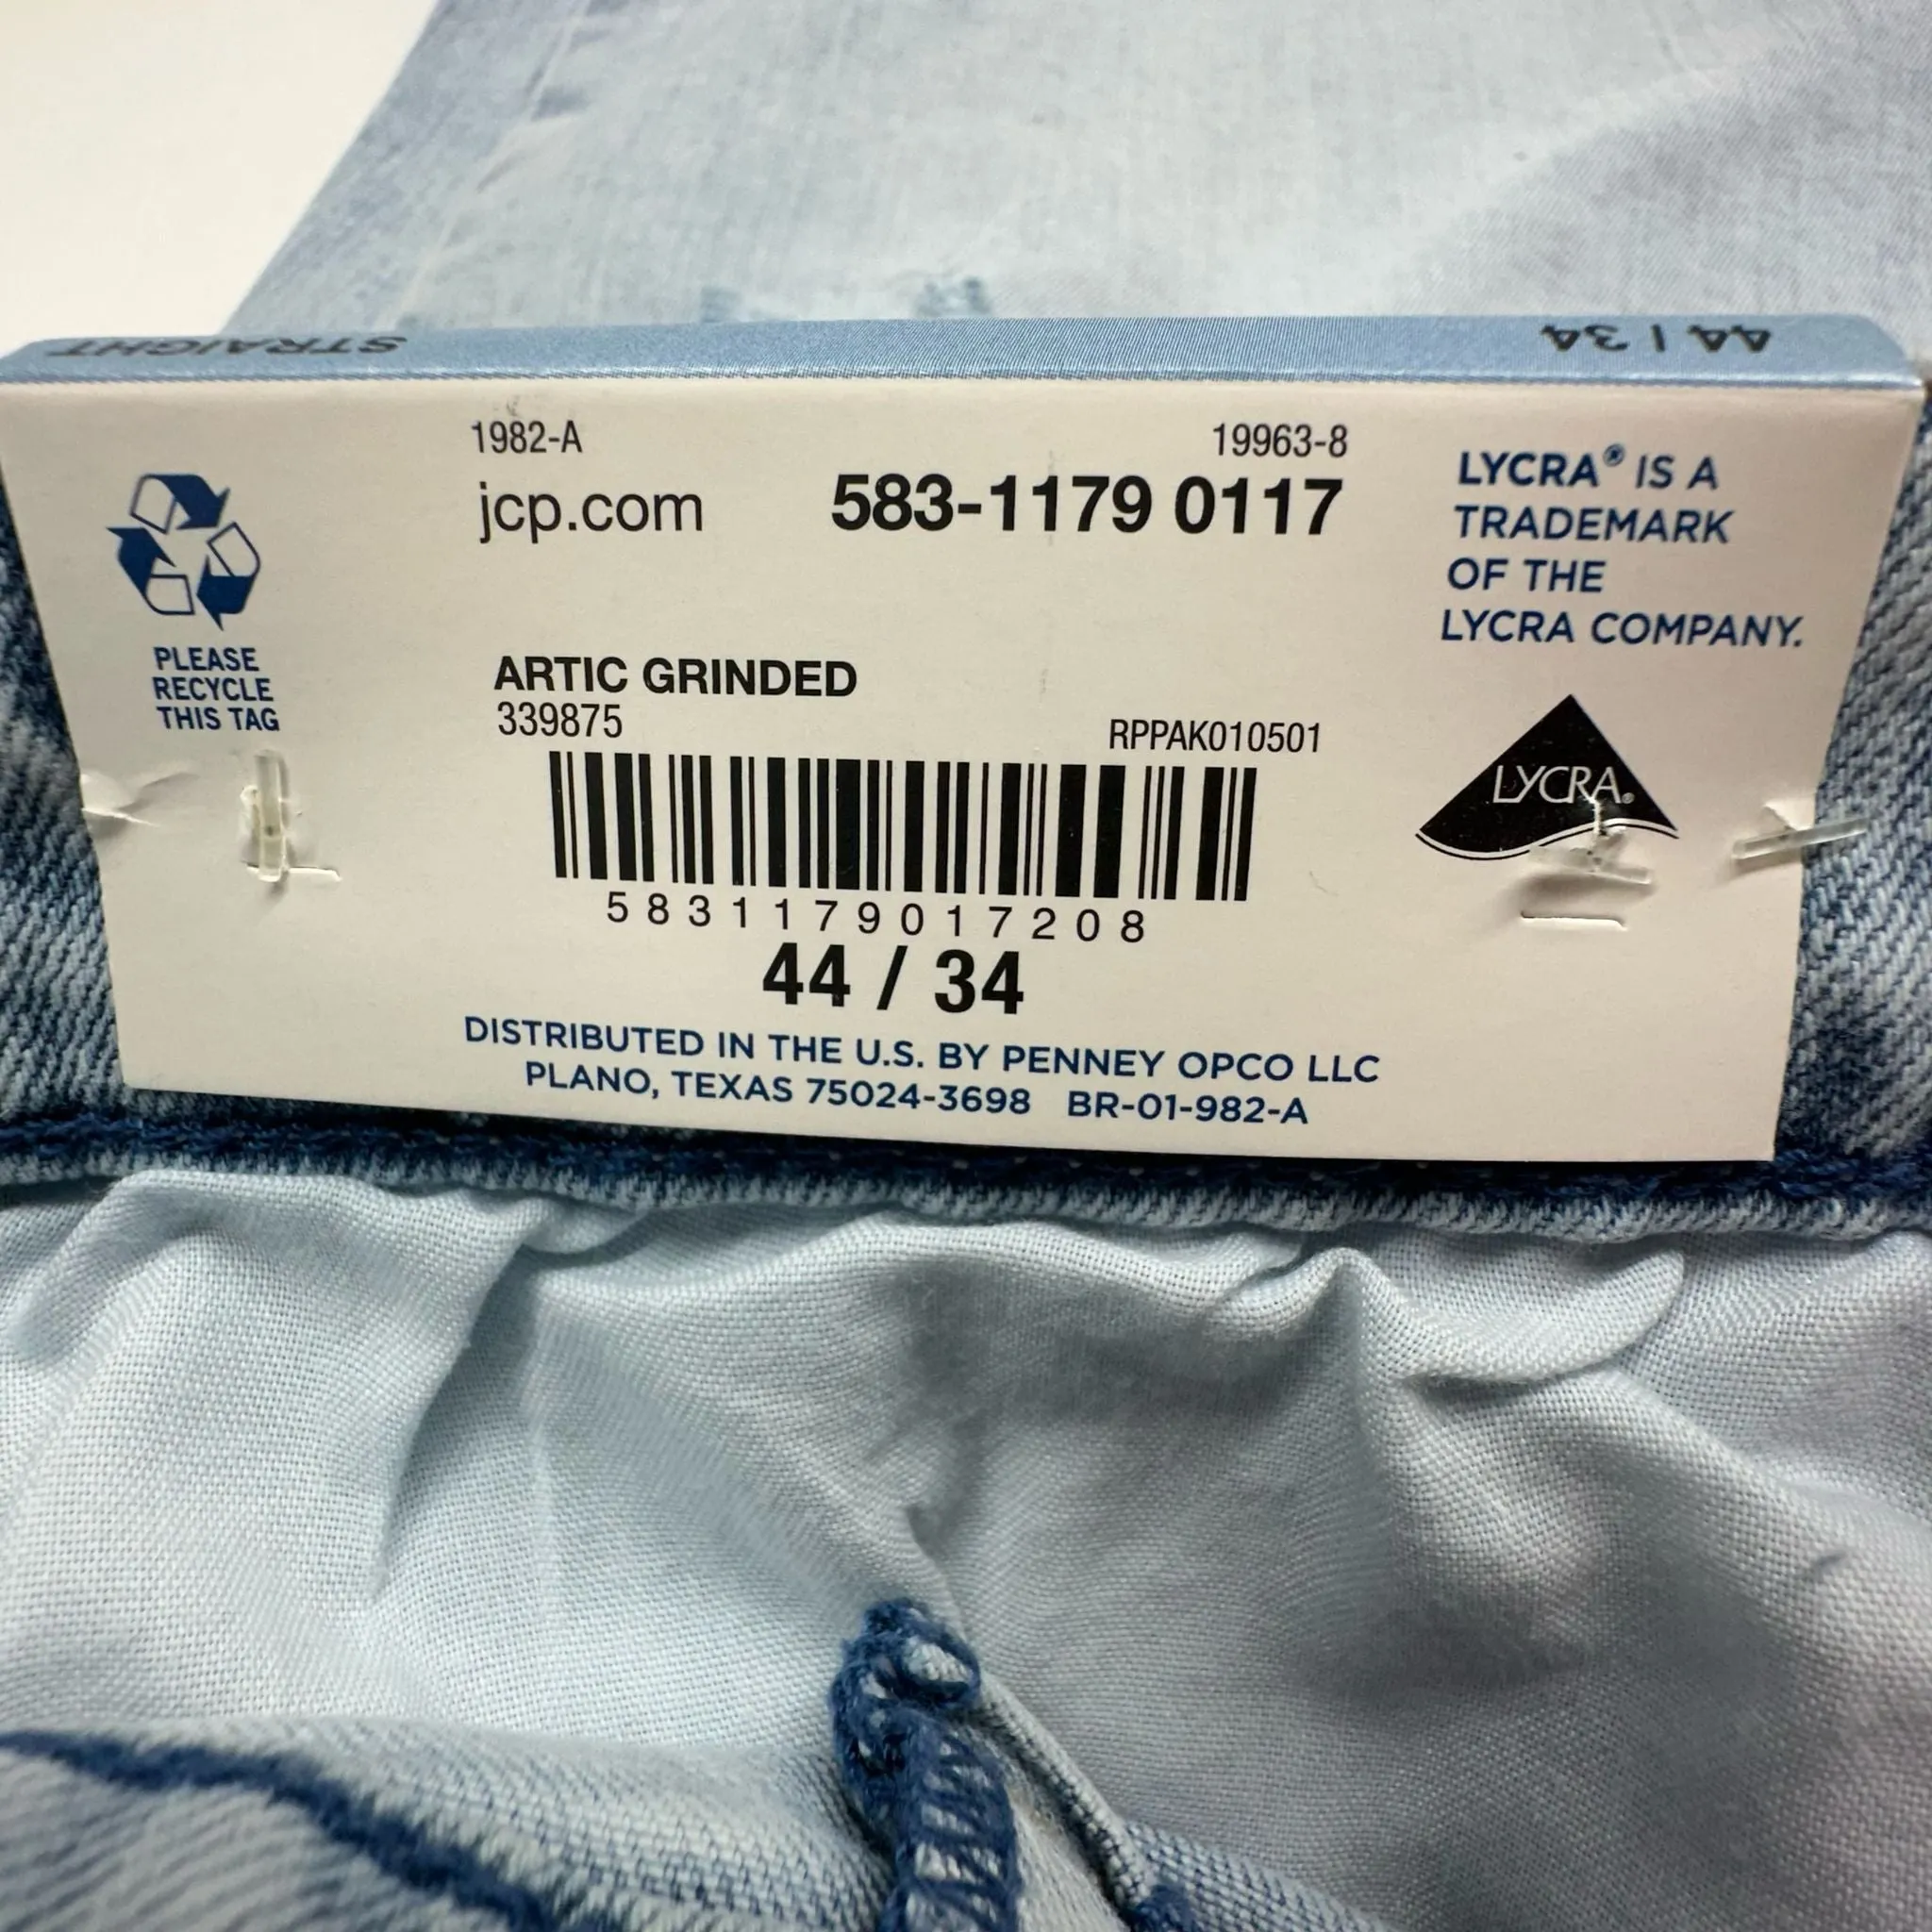 STRAIGHT
44 / 34
1982-A
19963-8
jcp.com
583-1179 0117
LYCRA® IS A
TRADEMARK
OF THE
LYCRA COMPANY.
PLEASE
RECYCLE
THIS TAG
ARTIC GRINDED
339875
RPPAK010501
LYCRA®
5831179017208
44 / 34
DISTRIBUTED IN THE U.S. BY PENNEY OPCO LLC
PLANO, TEXAS 75024-3698 BR-01-982-A